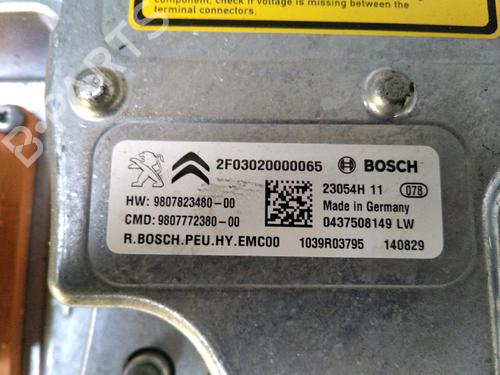 component, check if voltage is missing between the
terminal connectors.
2F03020000065 BOSCH
HW: 9807823480-00 23054H 11 078
CMD: 9807772380-00 Made in Germany
0437508149 LW
R.BOSCH.PEU.HY.EMC00 1039R03795 140829
B-PARTS